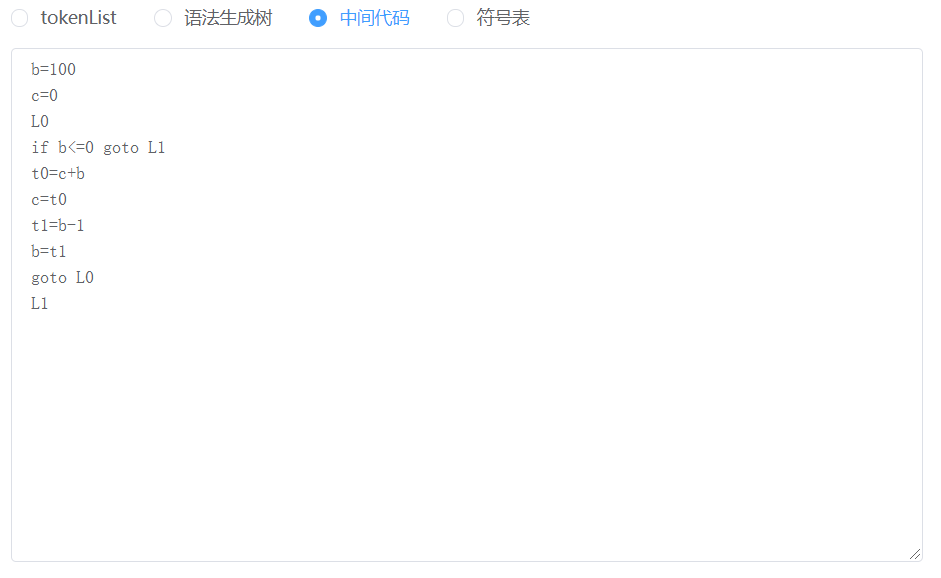 tokenList 语法生成树 中间代码 符号表
b=100
c=0
L0
if b<=0 goto L1
t0=c+b
c=t0
t1=b-1
b=t1
goto L0
L1